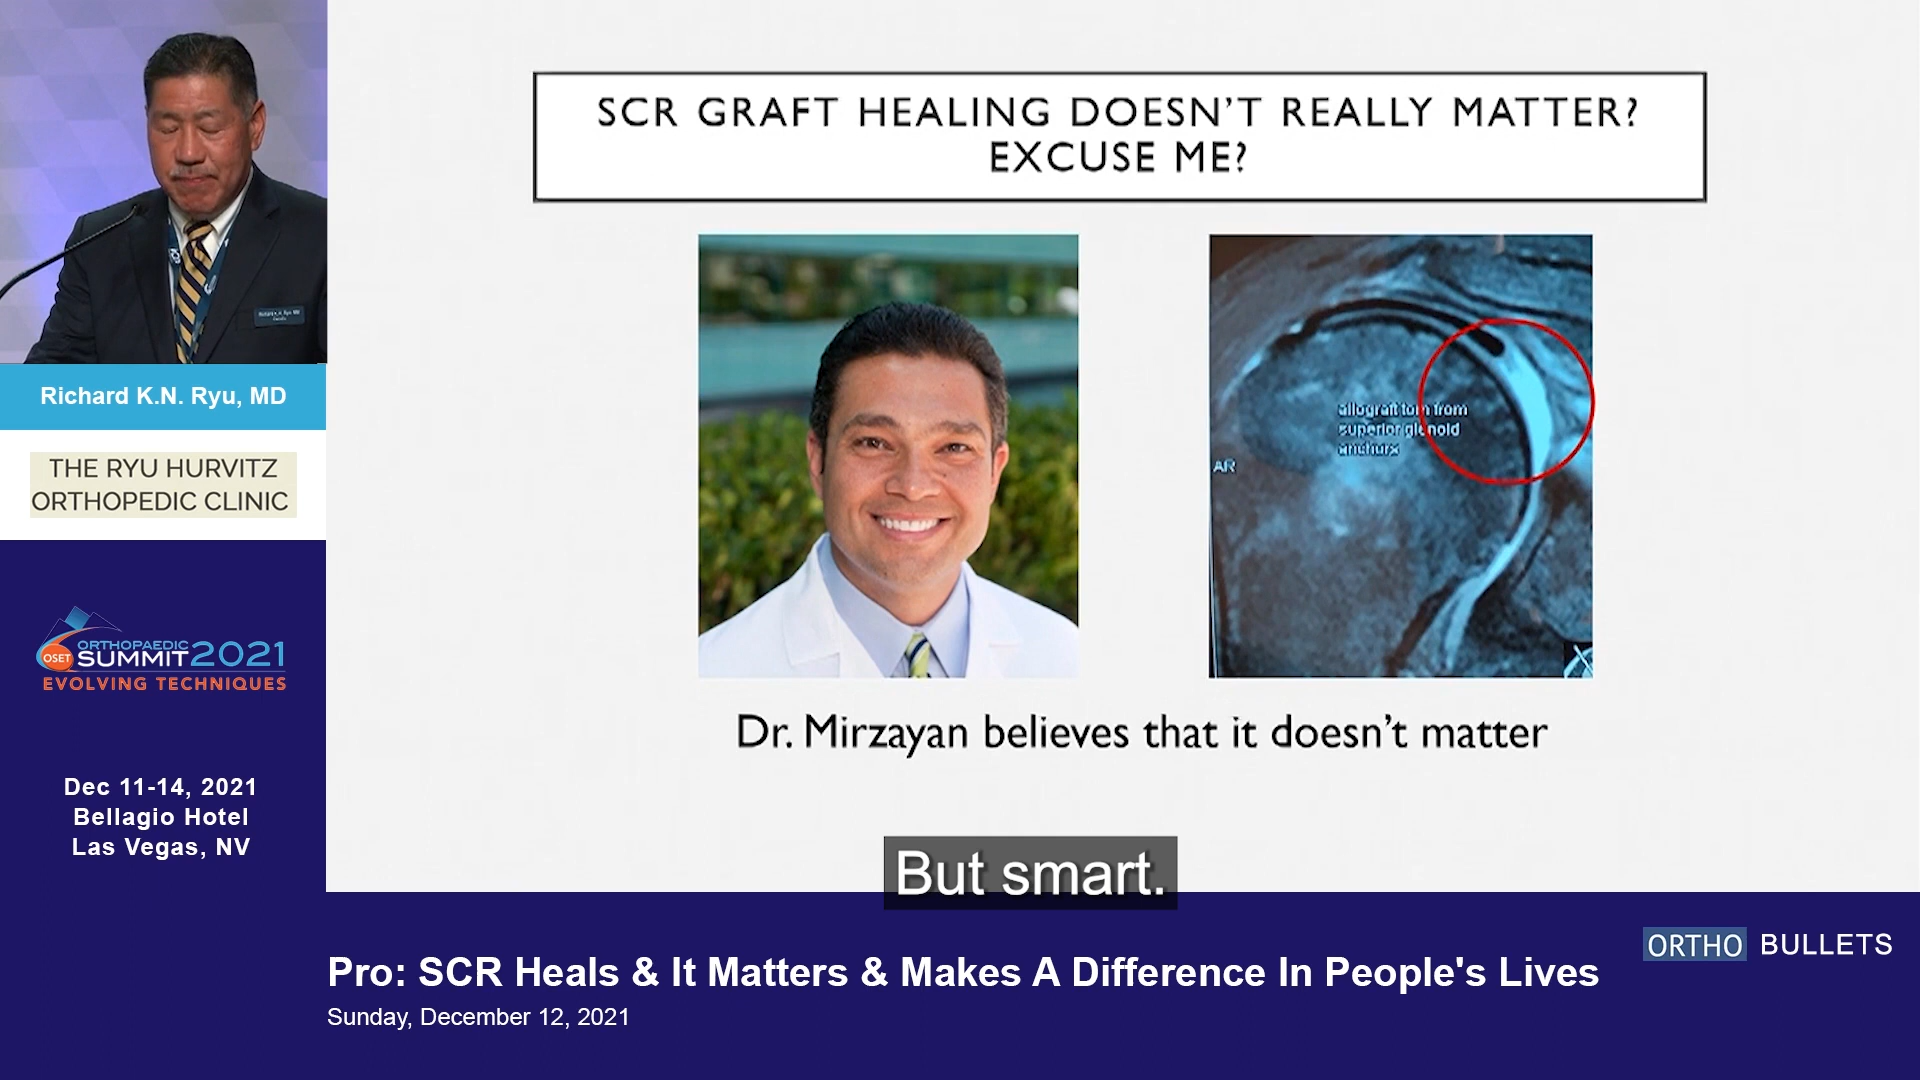 SCR GRAFT HEALING DOESN'T REALLY MATTER?
EXCUSE ME?
Richard K.N. Ryu, MD
THE RYU HURVITZ
ORTHOPEDIC CLINIC
allograft torn from
superior glenoid
anchors
AR
Dr. Mirzayan believes that it doesn't matter
OSET
ORTHOPAEDIC
SUMMIT 2021
EVOLVING TECHNIQUES
Dec 11-14, 2021
Bellagio Hotel
Las Vegas, NV
But smart.
Pro: SCR Heals & It Matters & Makes A Difference In People's Lives
Sunday, December 12, 2021
ORTHO BULLETS